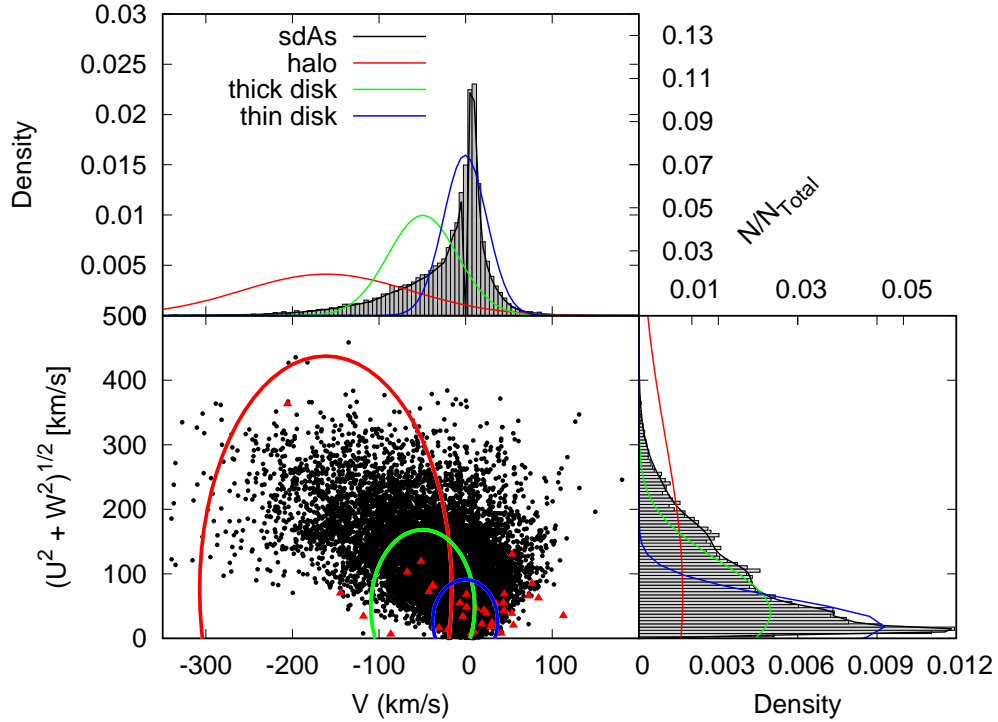 0.03
0.025
0.02
0.015
0.01
0.005
0
Density
sdAs
halo
thick disk
thin disk
0.13
0.11
0.09
0.07
0.05
0.03
N/N_Total
0.01 0.03 0.05
500
400
300
200
100
0
(U² + W²)^1/2 [km/s]
-300 -200 -100 0 100
V (km/s)
0 0.003 0.006 0.009 0.012
Density